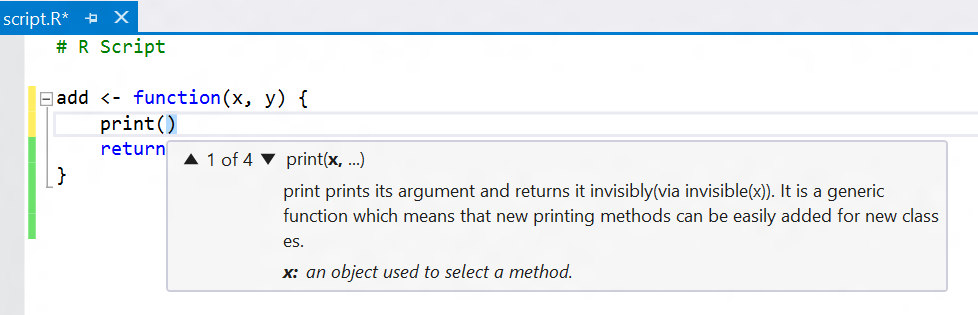 script.R*
# R Script
add <- function(x, y) {
print()
return
▲ 1 of 4 ▼ print(x, ...)
print prints its argument and returns it invisibly(via invisible(x)). It is a generic
function which means that new printing methods can be easily added for new class
es.
x: an object used to select a method.
}